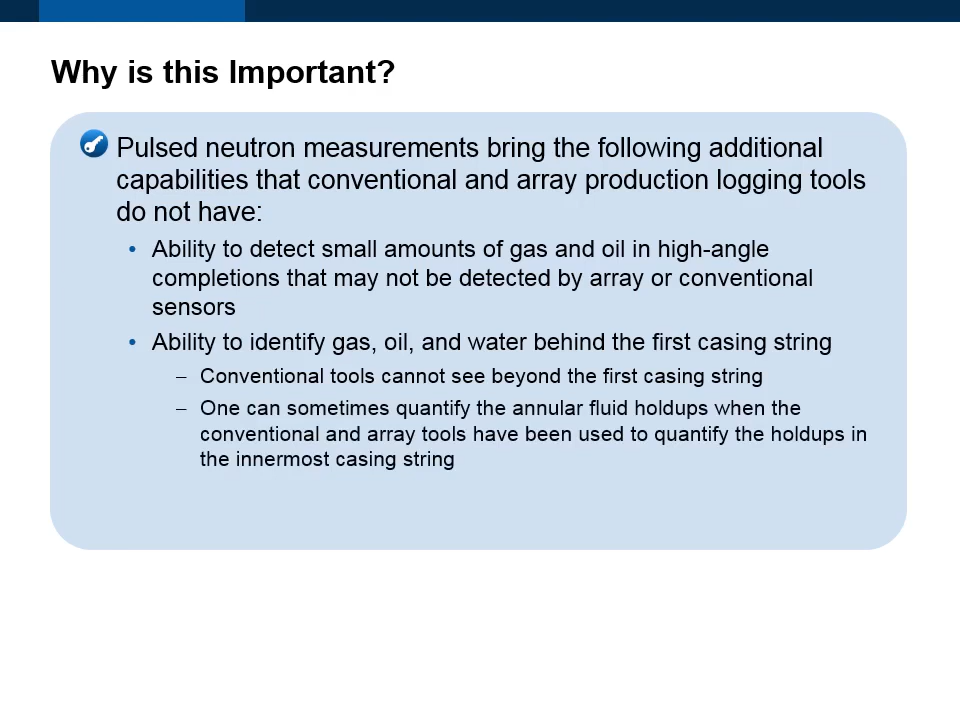 Why is this Important?
Pulsed neutron measurements bring the following additional
capabilities that conventional and array production logging tools
do not have:
• Ability to detect small amounts of gas and oil in high-angle
completions that may not be detected by array or conventional
sensors
• Ability to identify gas, oil, and water behind the first casing string
– Conventional tools cannot see beyond the first casing string
– One can sometimes quantify the annular fluid holdups when the
conventional and array tools have been used to quantify the holdups in
the innermost casing string